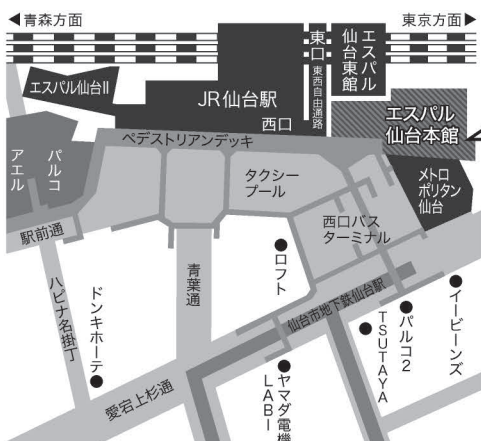 ◀青森方面
東京方面▶
東口
エスパル
仙台東館
東西自由通路
エスパル仙台Ⅱ
JR仙台駅
西口
エスパル
仙台本館
ペデストリアンデッキ
アエル
パルコ
タクシー
プール
メトロ
ポリタン
仙台
西口バス
ターミナル
駅前通
青葉通
●ロフト
ハピナ名掛丁
ドンキホーテ●
仙台市地下鉄仙台駅
●イービーンズ
●パルコ2
●TSUTAYA
愛宕上杉通
●ヤマダ電機
LABI